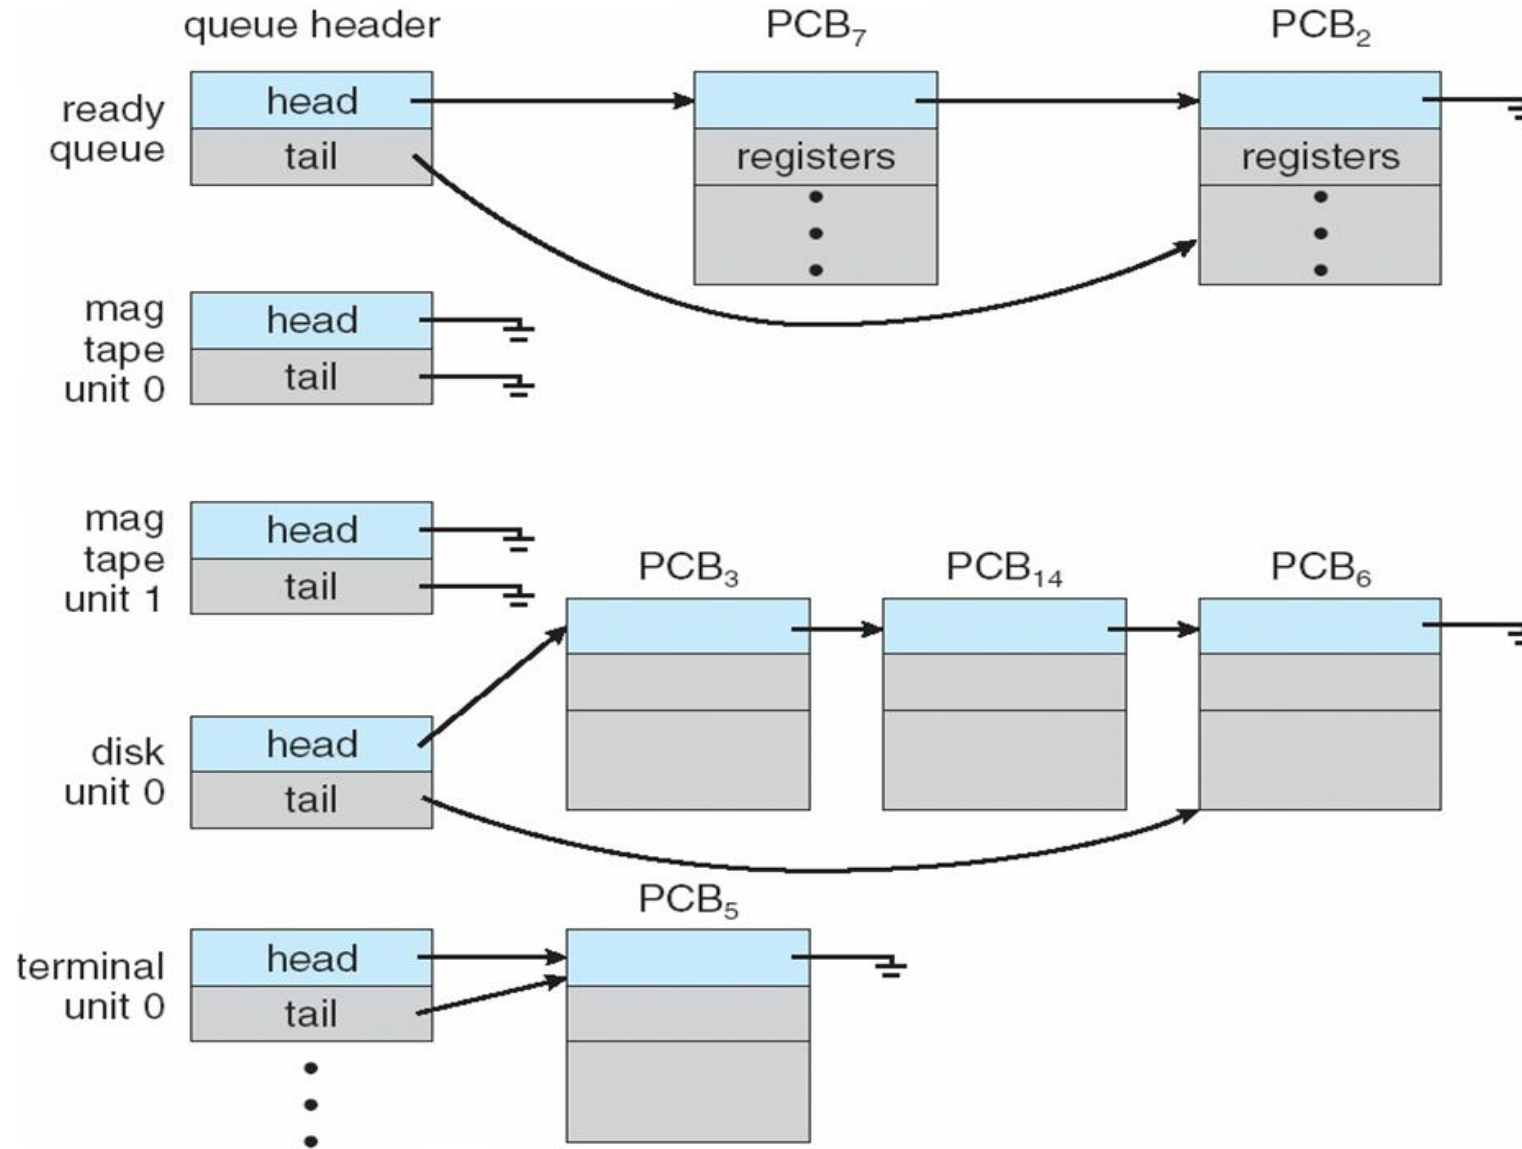 queue header
PCB₇
PCB₂
ready
queue
head
tail
registers
registers
mag
tape
unit 0
head
tail
mag
tape
unit 1
head
tail
PCB₃
PCB₁₄
PCB₆
disk
unit 0
head
tail
PCB₅
terminal
unit 0
head
tail